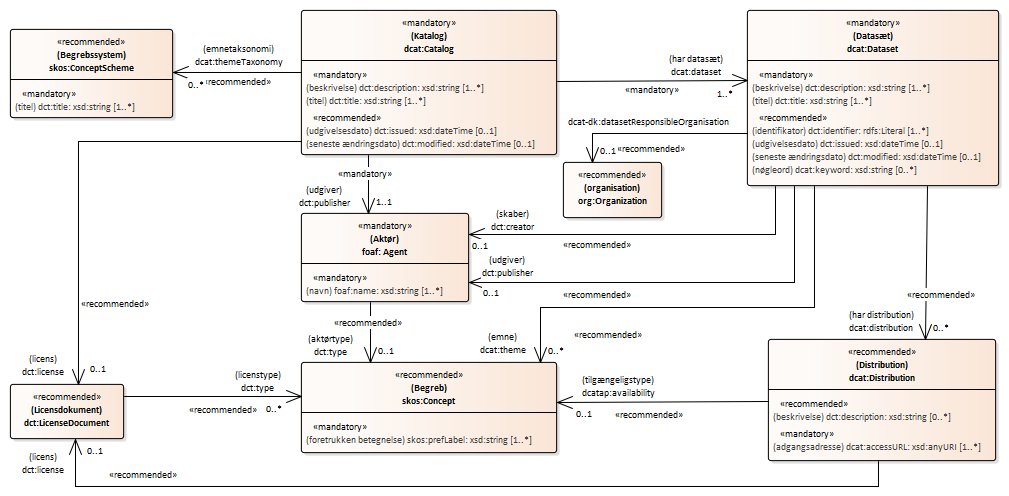 «recommended»
(Begrebssystem)
skos:ConceptScheme
«mandatory»
(titel) dct:title: xsd:string [1..*]
(emnetaksonomi)
dcat:themeTaxonomy
0..*
«recommended»
«mandatory»
(Katalog)
dcat:Catalog
«mandatory»
(beskrivelse) dct:description: xsd:string [1..*]
(titel) dct:title: xsd:string [1..*]
«recommended»
(udgivelsesdato) dct:issued: xsd:dateTime [0..1]
(seneste ændringsdato) dct:modified: xsd:dateTime [0..1]
(har datasæt)
dcat:dataset
«mandatory»
1..*
«mandatory»
(Datasæt)
dcat:Dataset
«mandatory»
(beskrivelse) dct:description: xsd:string [1..*]
(titel) dct:title: xsd:string [1..*]
«recommended»
(identifikator) dct:identifier: rdfs:Literal [1..*]
(udgivelsesdato) dct:issued: xsd:dateTime [0..1]
(seneste ændringsdato) dct:modified: xsd:dateTime [0..1]
(nøgleord) dcat:keyword: xsd:string [0..*]
dcat-dk:datasetResponsibleOrganisation
0..1
«recommended»
«recommended»
(organisation)
org:Organization
«mandatory»
(udgiver)
dct:publisher
1..1
«mandatory»
(Aktør)
foaf: Agent
«mandatory»
(navn) foaf:name: xsd:string [1..*]
(skaber)
dct:creator
0..1
«recommended»
(udgiver)
dct:publisher
0..1
«recommended»
«recommended»
«recommended»
(har distribution)
dcat:distribution
0..*
«recommended»
(aktørtype)
dct:type
0..1
(emne)
dcat:theme
0..*
«recommended»
(licens)
dct:license
0..1
«recommended»
(Licensdokument)
dct:LicenseDocument
(licenstype)
dct:type
«recommended»
0..*
«recommended»
(Begreb)
skos:Concept
«mandatory»
(foretrukken betegnelse) skos:prefLabel: xsd:string [1..*]
(tilgængeligstype)
dcatap:availability
0..1
«recommended»
«recommended»
(Distribution)
dcat:Distribution
«recommended»
(beskrivelse) dct:description: xsd:string [0..*]
«mandatory»
(adgangsadresse) dcat:accessURL: xsd:anyURI [1..*]
(licens)
dct:license
0..1
«recommended»